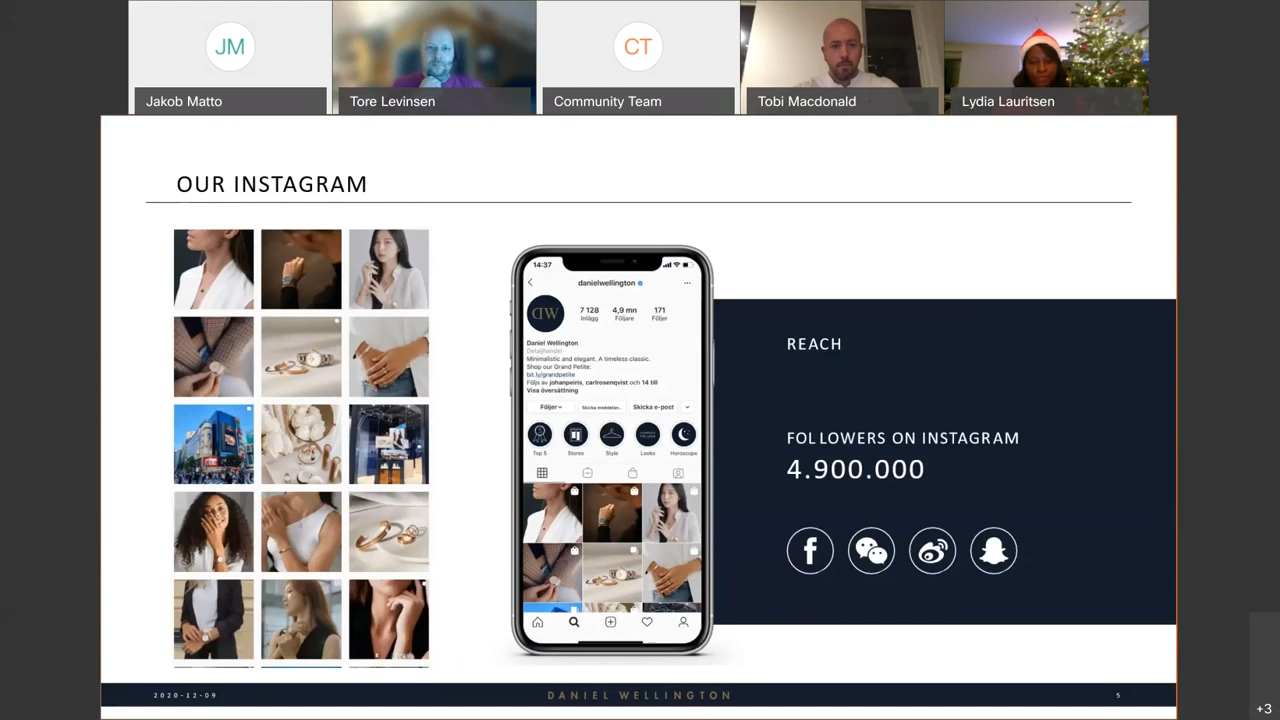 JM
CT
Jakob Matto
Tore Levinsen
Community Team
Tobi Macdonald
Lydia Lauritsen
OUR INSTAGRAM
14:37
danielwellington
DW
7 128
4,9 mn
171
Inlägg
Följare
Följer
Daniel Wellington
Detaljhandel
Minimalistic and elegant. A timeless classic.
Shop our Grand Petite:
bit.ly/grandpetite
Följs av johanpeiris, carlrosenqvist och 14 till
Visa översättning
Följer
Skicka meddelan...
Skicka e-post
Top 5
Stores
Style
Looks
Horoscope
REACH
FOLLOWERS ON INSTAGRAM
4.900.000
2020-12-09
DANIEL WELLINGTON
5
+3